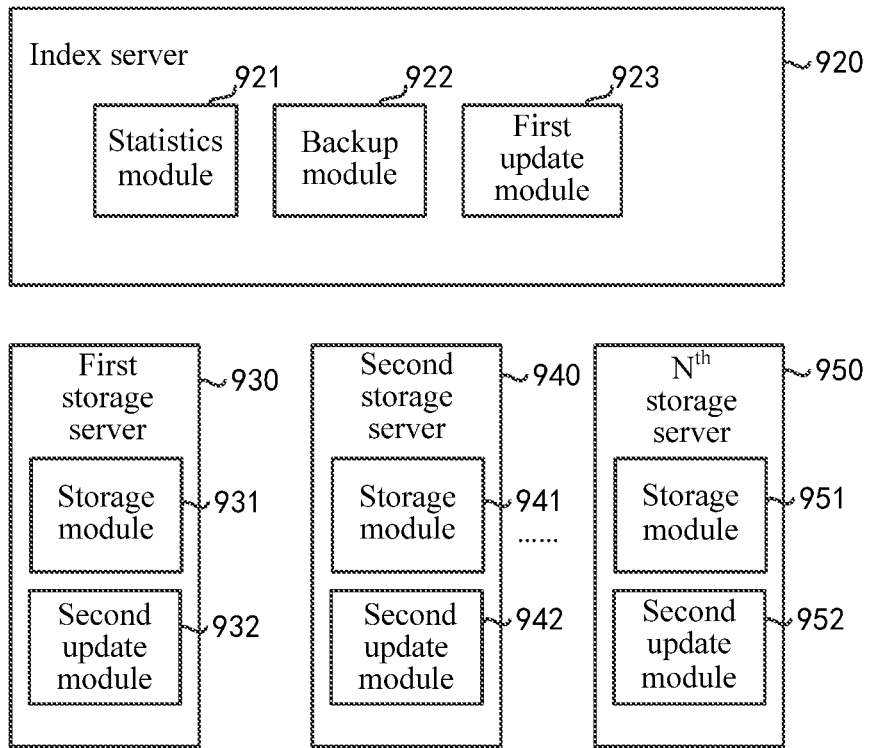 Index server
920
921
922
923
Statistics
module
Backup
module
First
update
module
First
storage
server
930
Second
storage
server
940
Nth
storage
server
950
Storage
module
931
Storage
module
941
......
Storage
module
951
Second
update
module
932
Second
update
module
942
Second
update
module
952